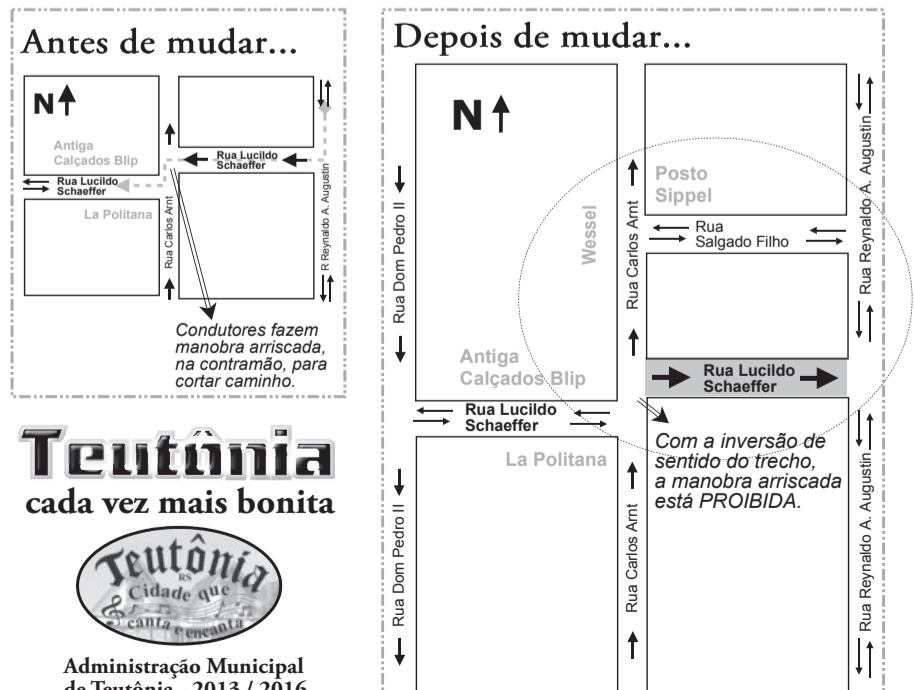 Antes de mudar...
N
Antiga
Calçados Blip
Rua Lucildo
Schaeffer
Rua Lucildo
Schaeffer
La Politana
Rua Carlos Arnt
R Reynaldo A. Augustin
Condutores fazem
manobra arriscada,
na contramão, para
cortar caminho.
Teutônia
cada vez mais bonita
Teutônia
RS
Cidade que
canta e encanta
Administração Municipal
de Teutônia - 2013 / 2016
Depois de mudar...
N
Rua Dom Pedro II
Wessel
Rua Carlos Arnt
Posto
Sippel
Rua
Salgado Filho
Rua Reynaldo A. Augustin
Antiga
Calçados Blip
Rua Lucildo
Schaeffer
Rua Lucildo
Schaeffer
La Politana
Com a inversão de
sentido do trecho,
a manobra arriscada
está PROIBIDA.
Rua Dom Pedro II
Rua Carlos Arnt
Rua Reynaldo A. Augustin